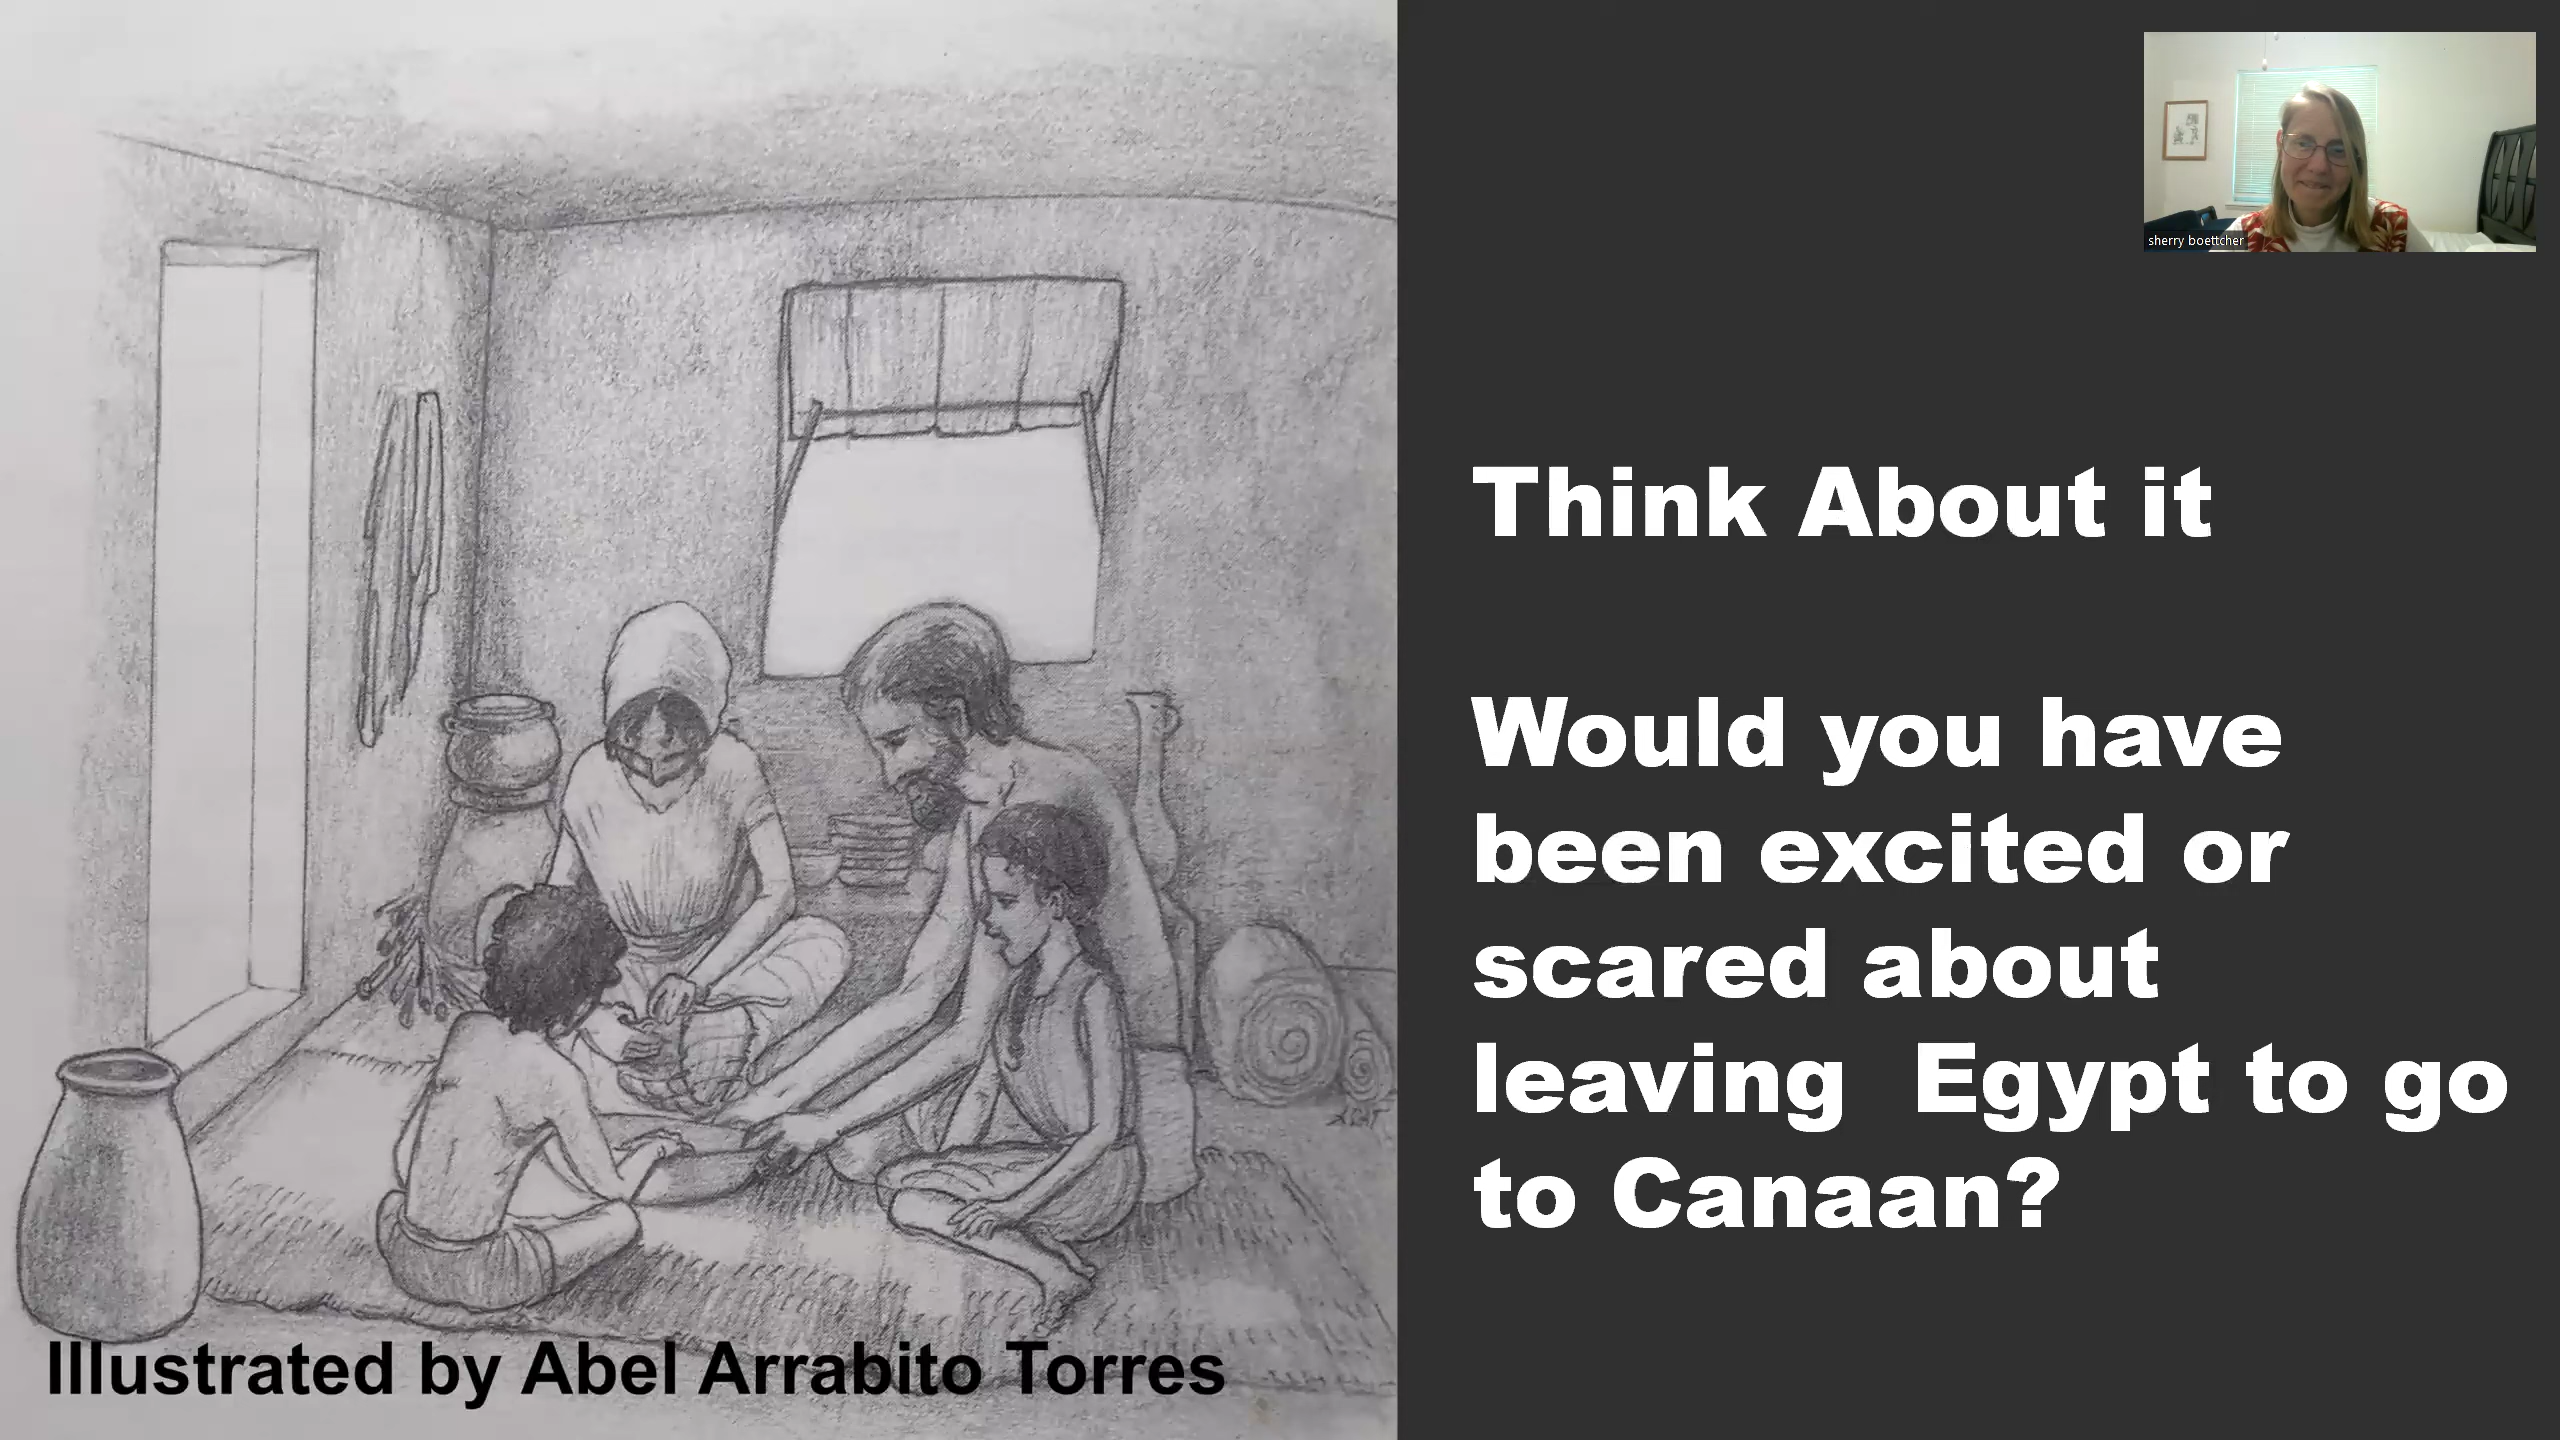 sherry boettcher
Think About it
Would you have
been excited or
scared about
leaving  Egypt to go
to Canaan?
Illustrated by Abel Arrabito Torres